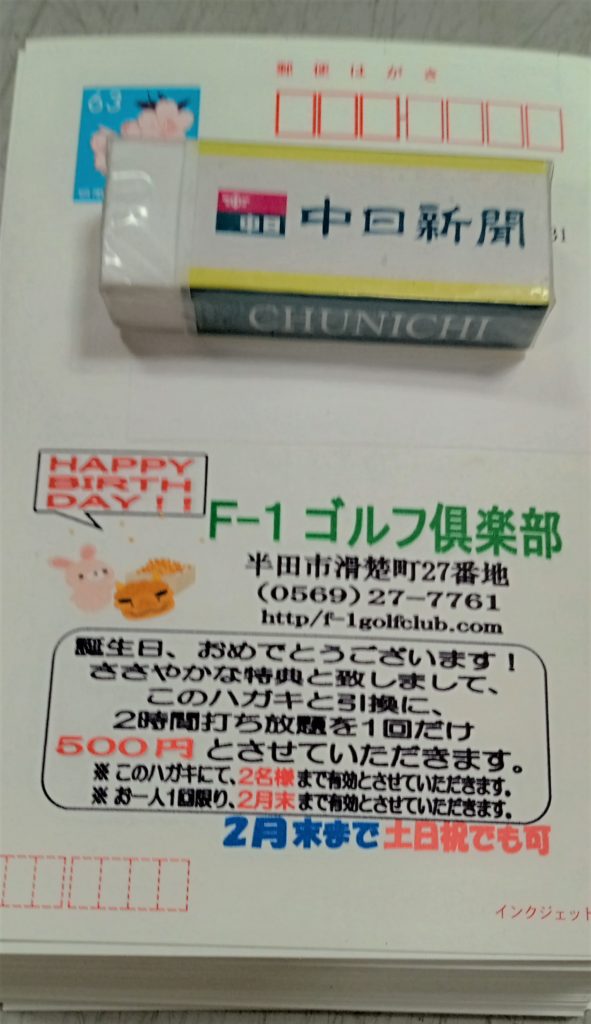 郵便はがき
63
中日
中日新聞
31
CHUNICHI
HAPPY
BIRTH
DAY!!
F-1ゴルフ倶楽部
半田市滑楚町27番地
(0569)27-7761
http/f-1golfclub.com
誕生日、おめでとうございます!
ささやかな特典と致しまして、
このハガキと引換に、
2時間打ち放題を1回だけ
500円とさせていただきます。
※このハガキにて、2名様まで有効とさせていただきます。
※お一人1回限り、2月末まで有効とさせていただきます。
2月末まで土日祝でも可
インクジェット